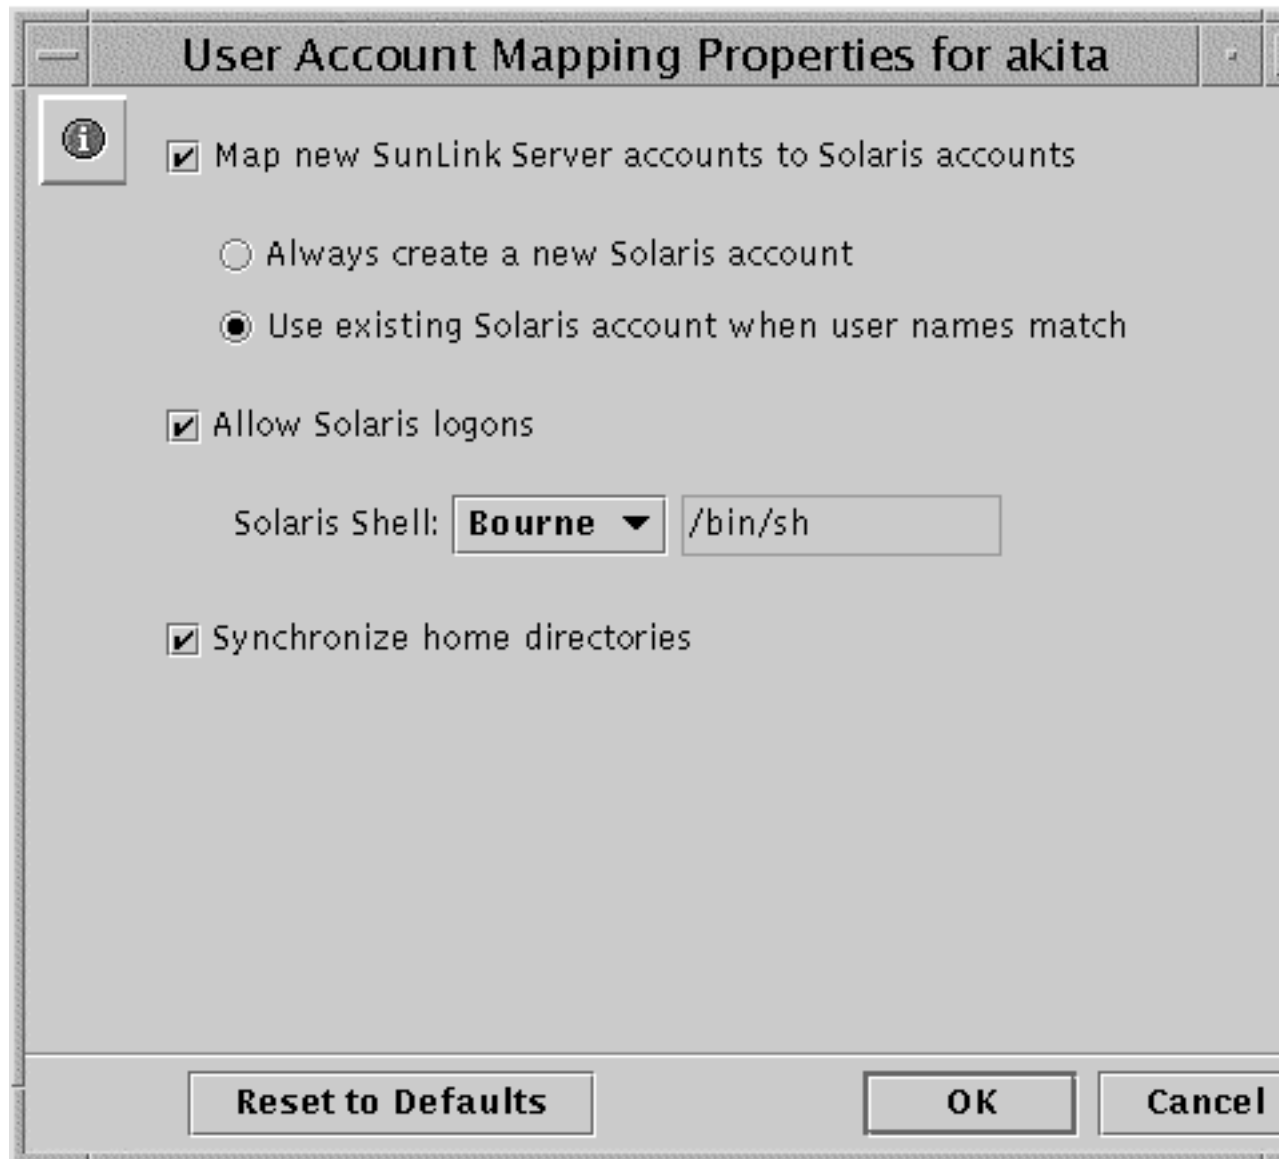 User Account Mapping Properties for akita
Map new SunLink Server accounts to Solaris accounts
Always create a new Solaris account
Use existing Solaris account when user names match
Allow Solaris logons
Solaris Shell: Bourne /bin/sh
Synchronize home directories
Reset to Defaults OK Cancel